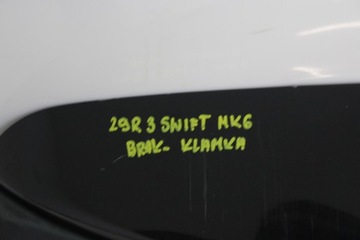 29R 3 SWIFT MK6
BRAK- KLAMKA